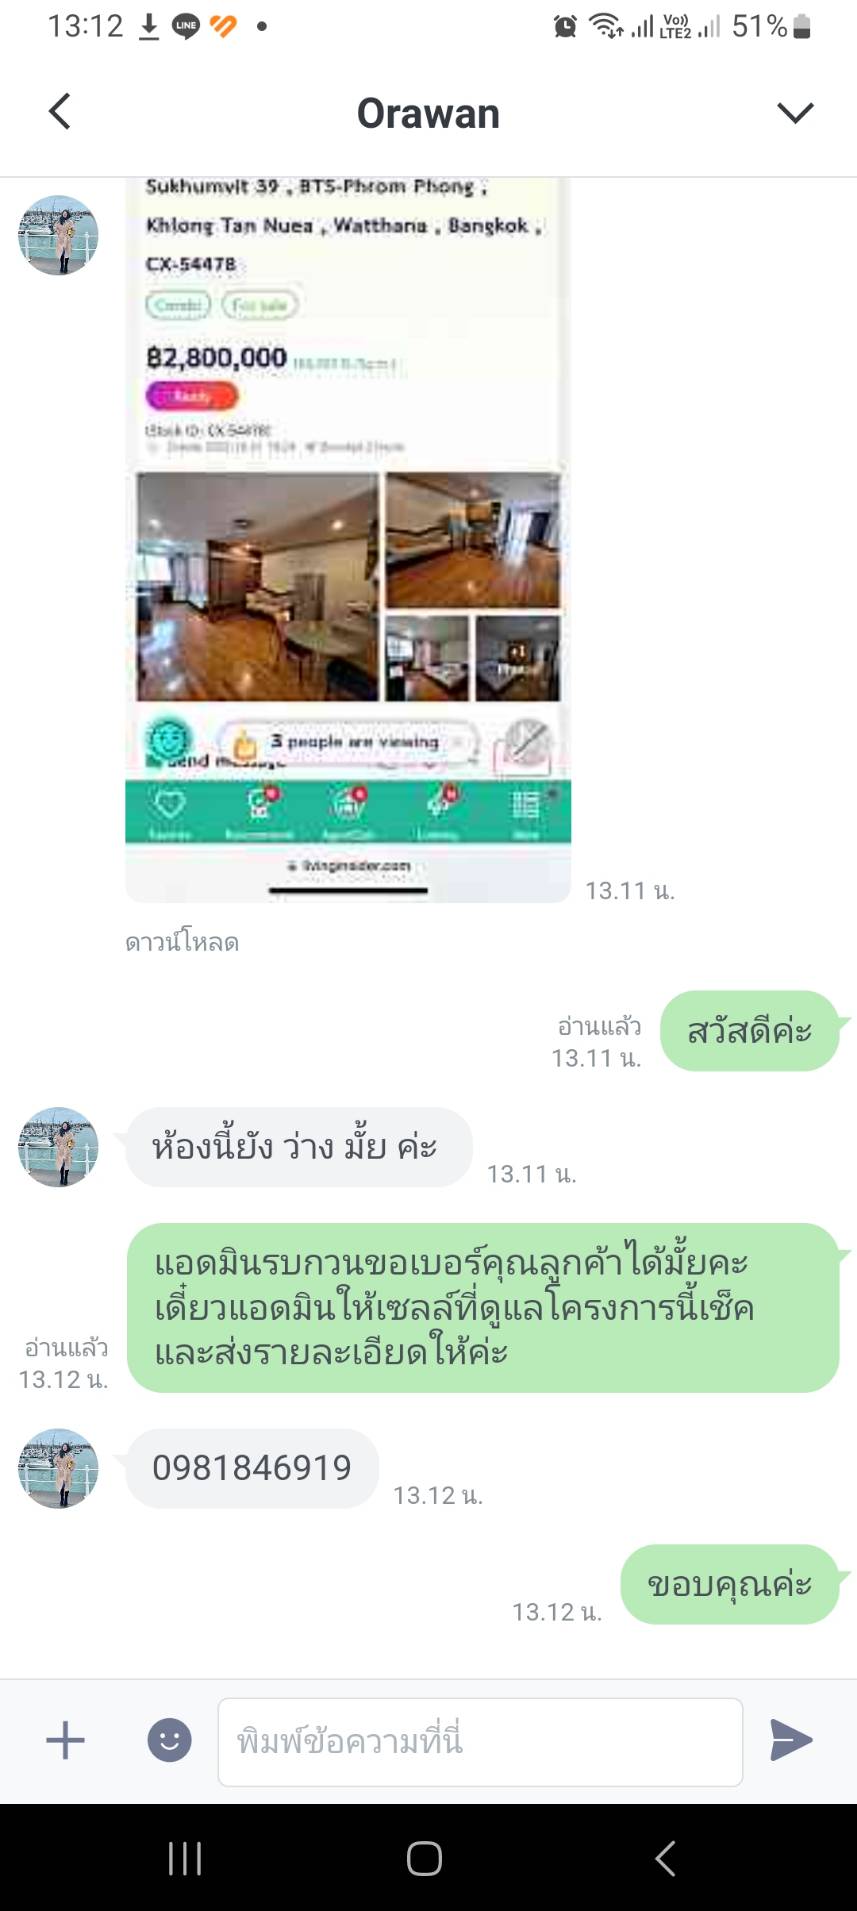 13:12
LINE
Vo))
LTE2
51%
Orawan
Sukhumvit 39 , BTS-Phrom Phong ,
Khlong Tan Nuea , Watthana , Bangkok ,
CX-54478
Condo
For sale
฿2,800,000
Ready
(Stock ID: CX-54478)
3 people are viewing
Send message
livinginsider.com
13.11 น.
ดาวน์โหลด
สวัสดีค่ะ
อ่านแล้ว
13.11 น.
ห้องนี้ยัง ว่าง มั้ย ค่ะ
13.11 น.
แอดมินรบกวนขอเบอร์คุณลูกค้าได้มั้ยคะ
เดี๋ยวแอดมินให้เซลล์ที่ดูแลโครงการนี้เช็ค
และส่งรายละเอียดให้ค่ะ
อ่านแล้ว
13.12 น.
0981846919
13.12 น.
ขอบคุณค่ะ
13.12 น.
พิมพ์ข้อความที่นี่